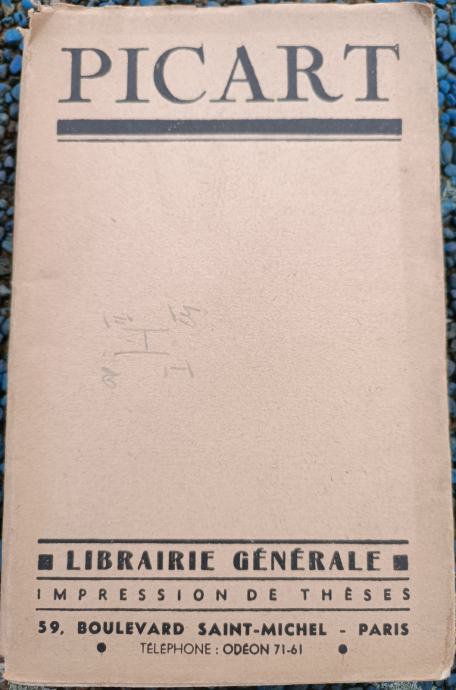 PICART
LIBRAIRIE GÉNÉRALE
IMPRESSION DE THÈSES
59, BOULEVARD SAINT-MICHEL - PARIS
TÉLÉPHONE : ODÉON 71-61